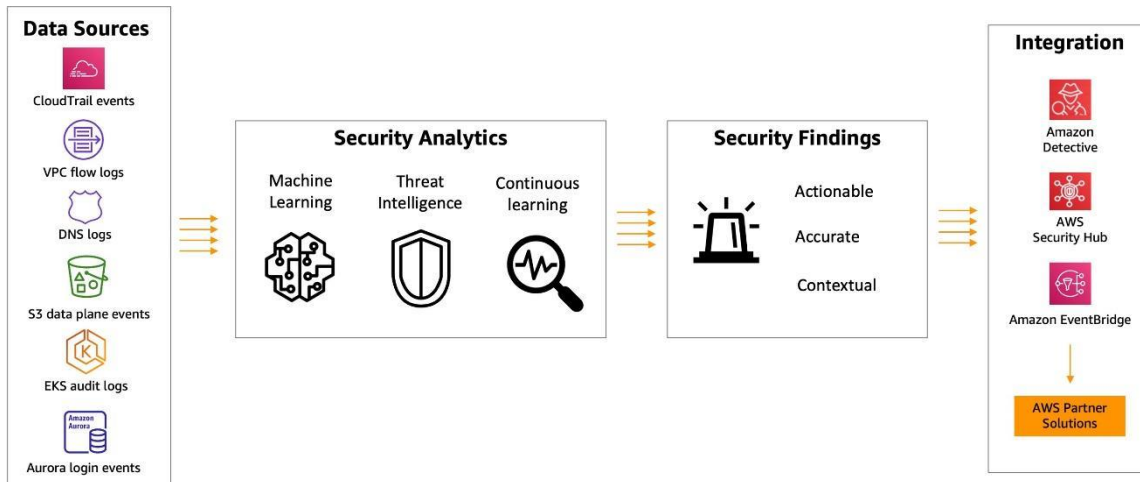 Data Sources
CloudTrail events
VPC flow logs
DNS logs
S3 data plane events
K
EKS audit logs
Amazon
Aurora
Aurora login events
Security Analytics
Machine
Learning
Threat
Intelligence
Continuous
learning
Security Findings
Actionable
Accurate
Contextual
Integration
Amazon
Detective
AWS
Security Hub
Amazon EventBridge
AWS Partner
Solutions